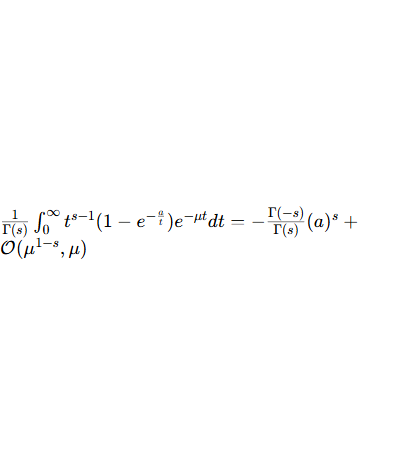 \frac{1}{\Gamma(s)} \int_0^\infty t^{s-1}(1 - e^{-\frac{a}{t}})e^{-\mu t}dt = -\frac{\Gamma(-s)}{\Gamma(s)}(a)^s +
\mathcal{O}(\mu^{1-s}, \mu)